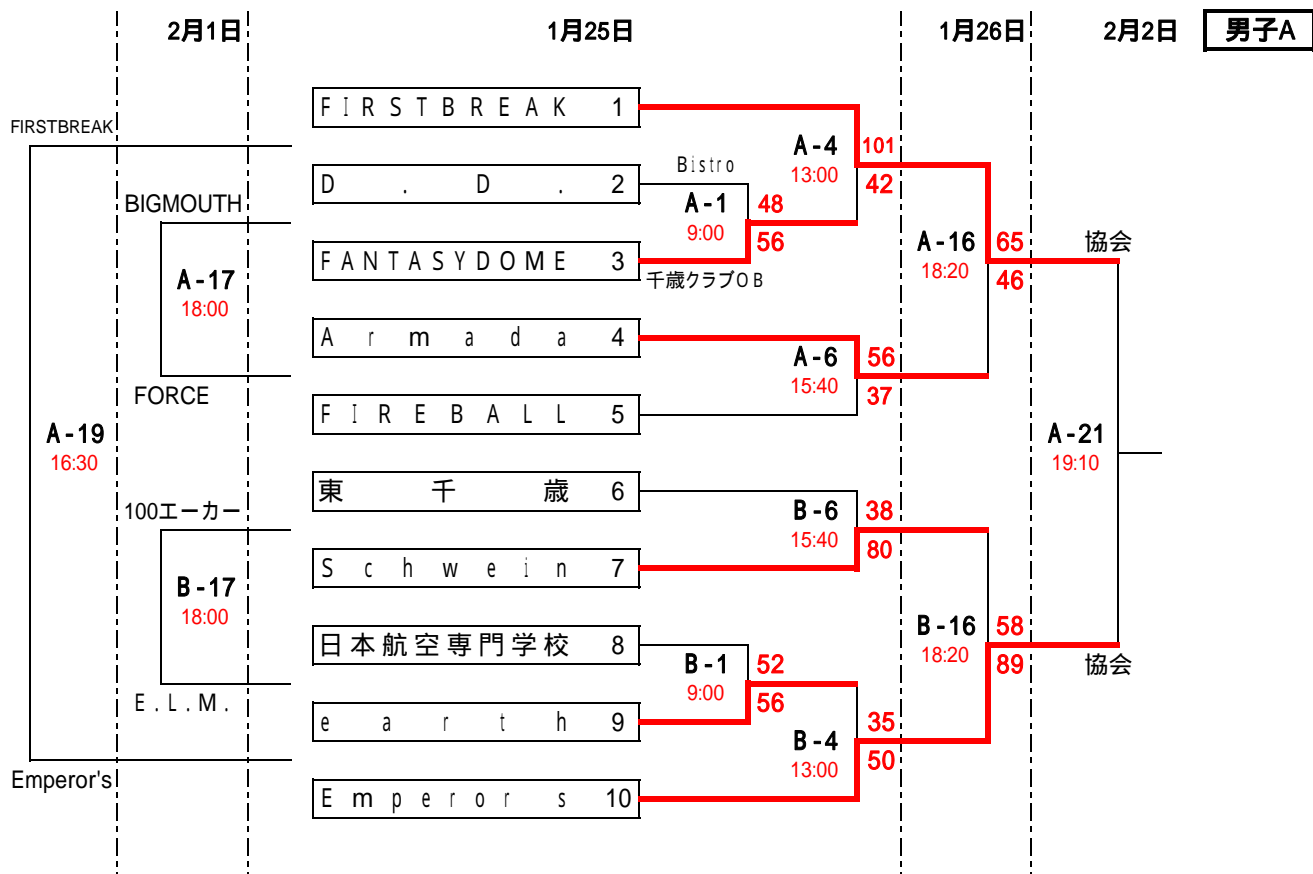 2月1日 1月25日 1月26日 2月2日 男子A
FIRSTBREAK 1
FIRSTBREAK
A-4 101
13:00 42
Bistro
D . D . 2
BIGMOUTH
A-1 48
9:00 56
A-16 65
18:20 46
協会
FANTASYDOME 3
千歳クラブOB
A-17
18:00
Armada 4
A-6 56
15:40 37
FORCE
FIREBALL 5
A-19
16:30
A-21
19:10
東千歳 6
100エーカー
B-6 38
15:40 80
Schwein 7
B-17
18:00
日本航空専門学校 8
B-16 58
18:20 89
協会
B-1 52
9:00 56
E.L.M.
earth 9
B-4 35
13:00 50
Emperor's
Emperor s 10